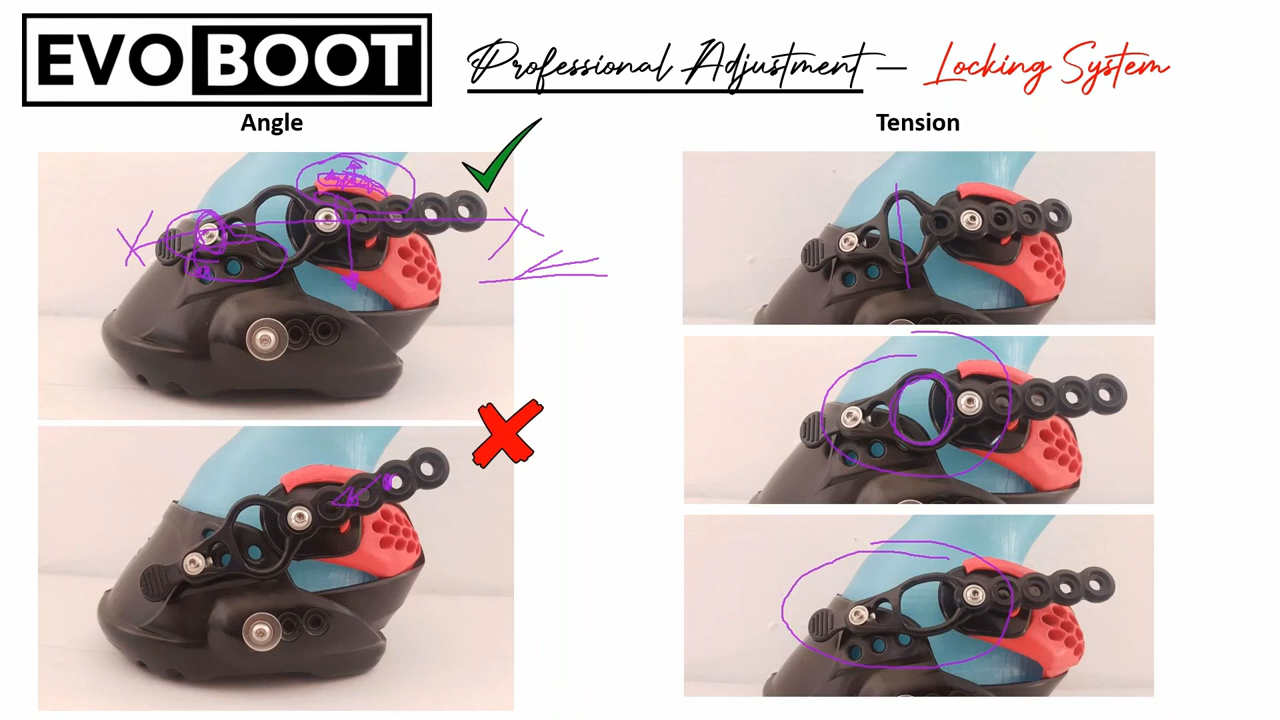 EVO BOOT
Professional Adjustment – Locking System
Angle
Tension